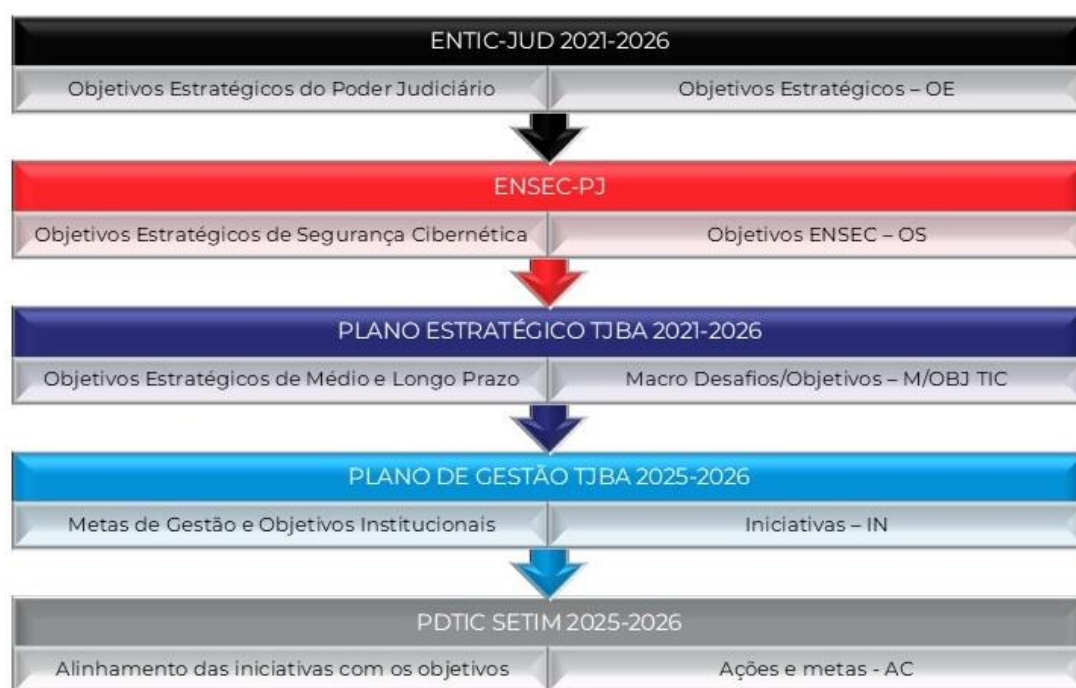 ENTIC-JUD 2021-2026
Objetivos Estratégicos do Poder Judiciário
Objetivos Estratégicos – OE
ENSEC-PJ
Objetivos Estratégicos de Segurança Cibernética
Objetivos ENSEC – OS
PLANO ESTRATÉGICO TJBA 2021-2026
Objetivos Estratégicos de Médio e Longo Prazo
Macro Desafios/Objetivos – M/OBJ TIC
PLANO DE GESTÃO TJBA 2025-2026
Metas de Gestão e Objetivos Institucionais
Iniciativas – IN
PDTIC SETIM 2025-2026
Alinhamento das iniciativas com os objetivos
Ações e metas - AC